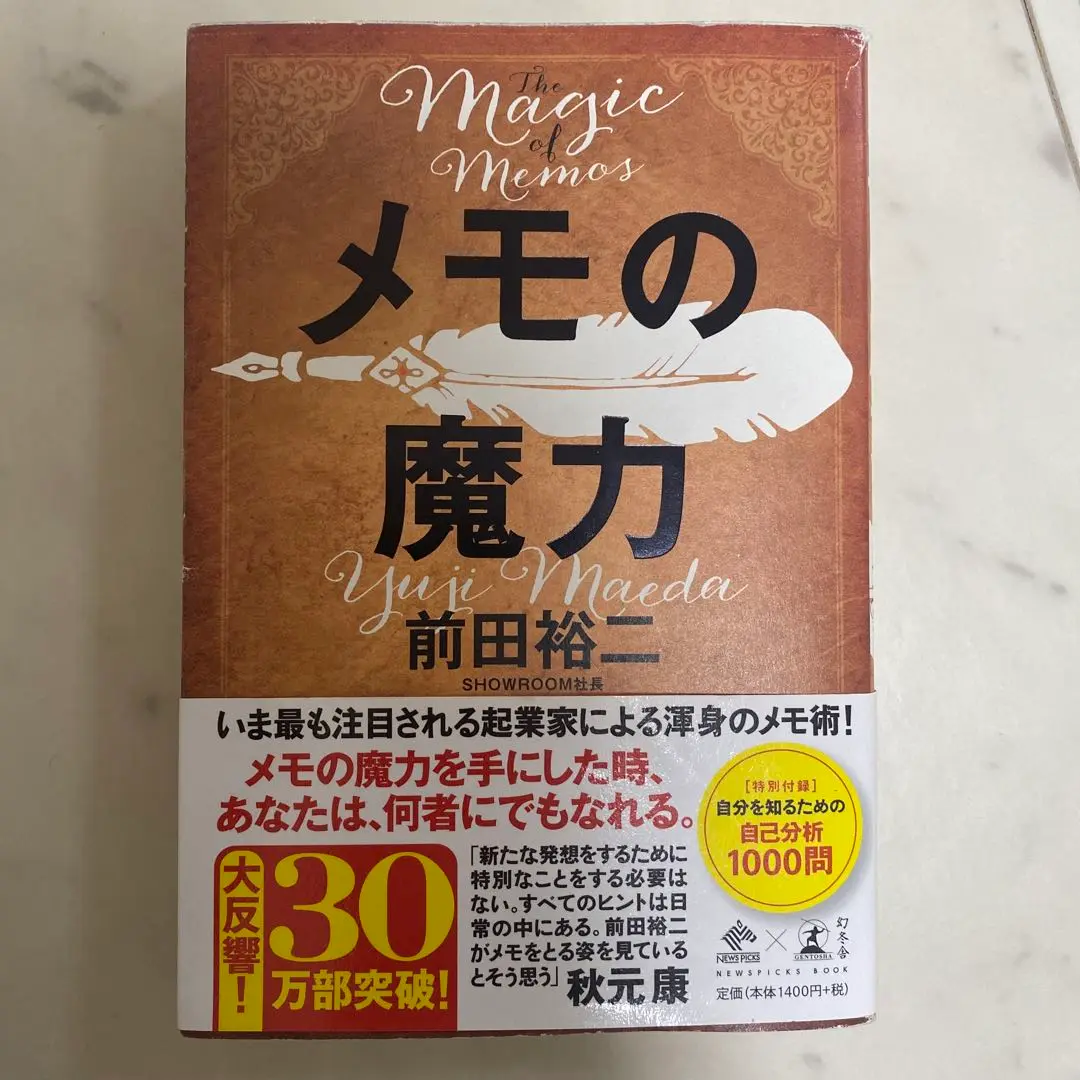 The
Magic
of
Memos
メモの
魔力
Yuji Maeda
前田裕二
SHOWROOM社長
いま最も注目される起業家による渾身のメモ術!
メモの魔力を手にした時、
あなたは、何者にでもなれる。
[特別付録]
自分を知るための
自己分析
1000問
大反響!
30
万部突破!
「新たな発想をするために
特別なことをする必要は
ない。すべてのヒントは日
常の中にある。前田裕二
がメモをとる姿を見ている
とそう思う」 秋元 康
NEWS PICKS
×
GENTOSHA
幻冬舎
NEWSPICKS BOOK
定価(本体1400円+税)